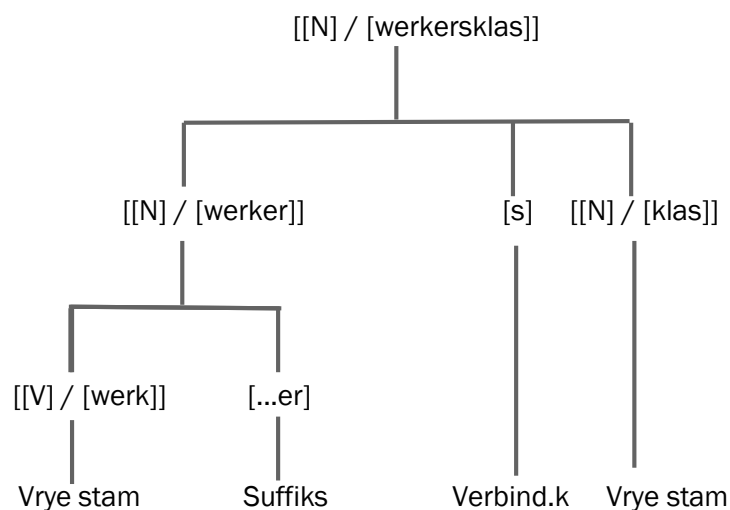 [[N] / [werkersklas]]
[[N] / [werker]] [s] [[N] / [klas]]
[[V] / [werk]] [...er]
Vrye stam Suffiks Verbind.k Vrye stam